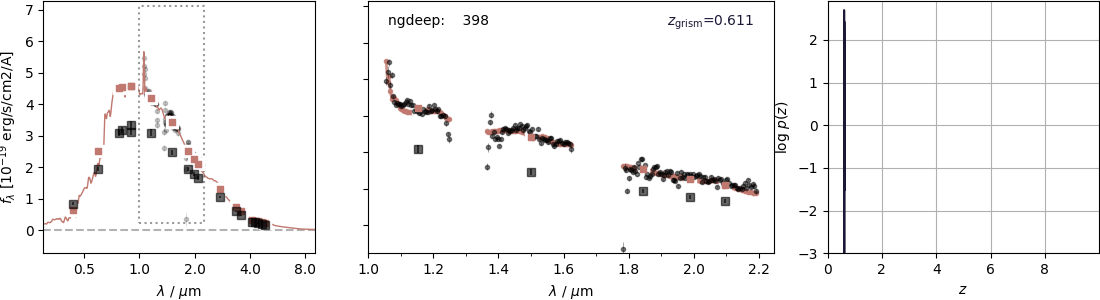 7
6
5
4
3
2
1
0
0.5 1.0 2.0 4.0 8.0
λ / μm
f_λ [10⁻¹⁹ erg/s/cm2/A]
ngdeep: 398
z_grism=0.611
1.0 1.2 1.4 1.6 1.8 2.0 2.2
λ / μm
2
1
0
−1
−2
−3
0 2 4 6 8
z
log p(z)